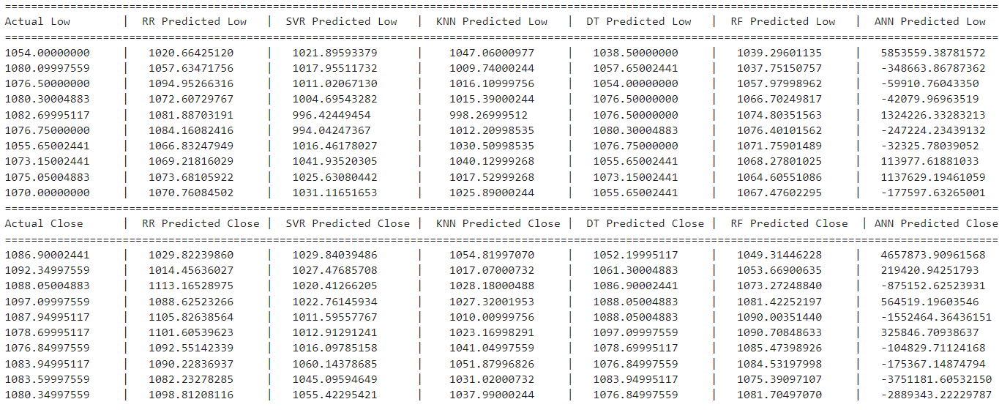 Actual Low | RR Predicted Low | SVR Predicted Low | KNN Predicted Low | DT Predicted Low | RF Predicted Low | ANN Predicted Low
1054.00000000 | 1020.66425120 | 1021.89593379 | 1047.06000977 | 1038.50000000 | 1039.29601135 | 5853559.38781572
1080.09997559 | 1057.63471756 | 1017.95511732 | 1009.74000244 | 1057.65002441 | 1037.75150757 | -348663.86787362
1076.50000000 | 1094.95266316 | 1011.02067130 | 1016.10999756 | 1054.00000000 | 1057.97998962 | -59910.76043350
1080.30004883 | 1072.60729767 | 1004.69543282 | 1015.39000244 | 1076.50000000 | 1066.70249817 | -42079.96963519
1082.69995117 | 1081.88703191 | 996.42449454 | 998.26999512 | 1076.50000000 | 1074.80351563 | 1324226.33283213
1076.75000000 | 1084.16082416 | 994.04247367 | 1012.20998535 | 1080.30004883 | 1076.40101562 | -247224.23439132
1055.65002441 | 1066.83247949 | 1016.46178027 | 1030.50998535 | 1076.75000000 | 1071.75901489 | -32325.78039052
1073.15002441 | 1069.21816029 | 1041.93520305 | 1040.12999268 | 1055.65002441 | 1068.27801025 | 113977.61881033
1075.05004883 | 1073.68105922 | 1025.63080442 | 1017.52999268 | 1073.15002441 | 1064.60551086 | 1137629.19461059
1070.00000000 | 1070.76084502 | 1031.11651653 | 1025.89000244 | 1055.65002441 | 1067.47602295 | -177597.63265001
Actual Close | RR Predicted Close | SVR Predicted Close | KNN Predicted Close | DT Predicted Close | RF Predicted Close | ANN Predicted Close
1086.90002441 | 1029.82239860 | 1029.84039486 | 1054.81997070 | 1052.19995117 | 1049.31446228 | 4657873.90961568
1092.34997559 | 1014.45636027 | 1027.47685708 | 1017.07000732 | 1061.30004883 | 1053.66900635 | 219420.94251793
1088.05004883 | 1113.16528975 | 1020.41266205 | 1028.18000488 | 1086.90002441 | 1073.27248840 | -875152.62523931
1097.09997559 | 1088.62523266 | 1022.76145934 | 1027.32001953 | 1088.05004883 | 1081.42252197 | 564519.19603546
1087.94995117 | 1105.82638564 | 1011.59557767 | 1010.00999756 | 1088.05004883 | 1090.00351440 | -1552464.36436151
1078.69995117 | 1101.60539623 | 1012.91291241 | 1023.16998291 | 1097.09997559 | 1090.70848633 | 325846.70938637
1076.84997559 | 1092.55142339 | 1016.09785158 | 1041.04997559 | 1078.69995117 | 1085.47398926 | -104829.71124168
1083.94995117 | 1090.22836937 | 1060.14378685 | 1051.87996826 | 1076.84997559 | 1084.53197998 | -175367.14874794
1083.59997559 | 1082.23278285 | 1045.09594649 | 1031.02000732 | 1083.94995117 | 1075.39097107 | -3751181.60532150
1080.34997559 | 1098.81208116 | 1055.42295421 | 1037.99000244 | 1076.84997559 | 1081.70497070 | -2889343.22229787